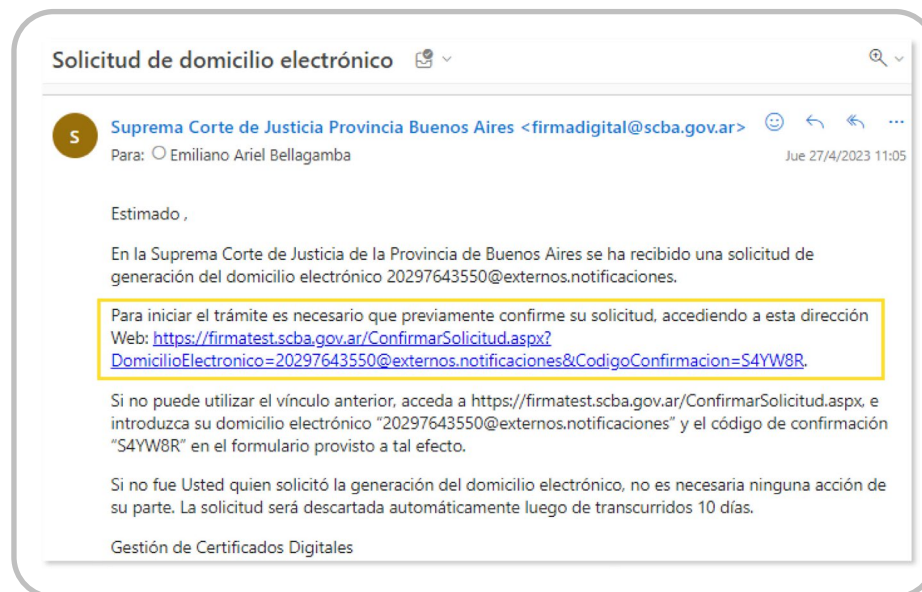 Solicitud de domicilio electrónico
S
Suprema Corte de Justicia Provincia Buenos Aires <firmadigital@scba.gov.ar>
Para: Emiliano Ariel Bellagamba
Jue 27/4/2023 11:05
Estimado ,
En la Suprema Corte de Justicia de la Provincia de Buenos Aires se ha recibido una solicitud de
generación del domicilio electrónico 20297643550@externos.notificaciones.
Para iniciar el trámite es necesario que previamente confirme su solicitud, accediendo a esta dirección
Web: https://firmatest.scba.gov.ar/ConfirmarSolicitud.aspx?
DomicilioElectronico=20297643550@externos.notificaciones&CodigoConfirmacion=S4YW8R.
Si no puede utilizar el vínculo anterior, acceda a https://firmatest.scba.gov.ar/ConfirmarSolicitud.aspx, e
introduzca su domicilio electrónico “20297643550@externos.notificaciones” y el código de confirmación
“S4YW8R” en el formulario provisto a tal efecto.
Si no fue Usted quien solicitó la generación del domicilio electrónico, no es necesaria ninguna acción de
su parte. La solicitud será descartada automáticamente luego de transcurridos 10 días.
Gestión de Certificados Digitales